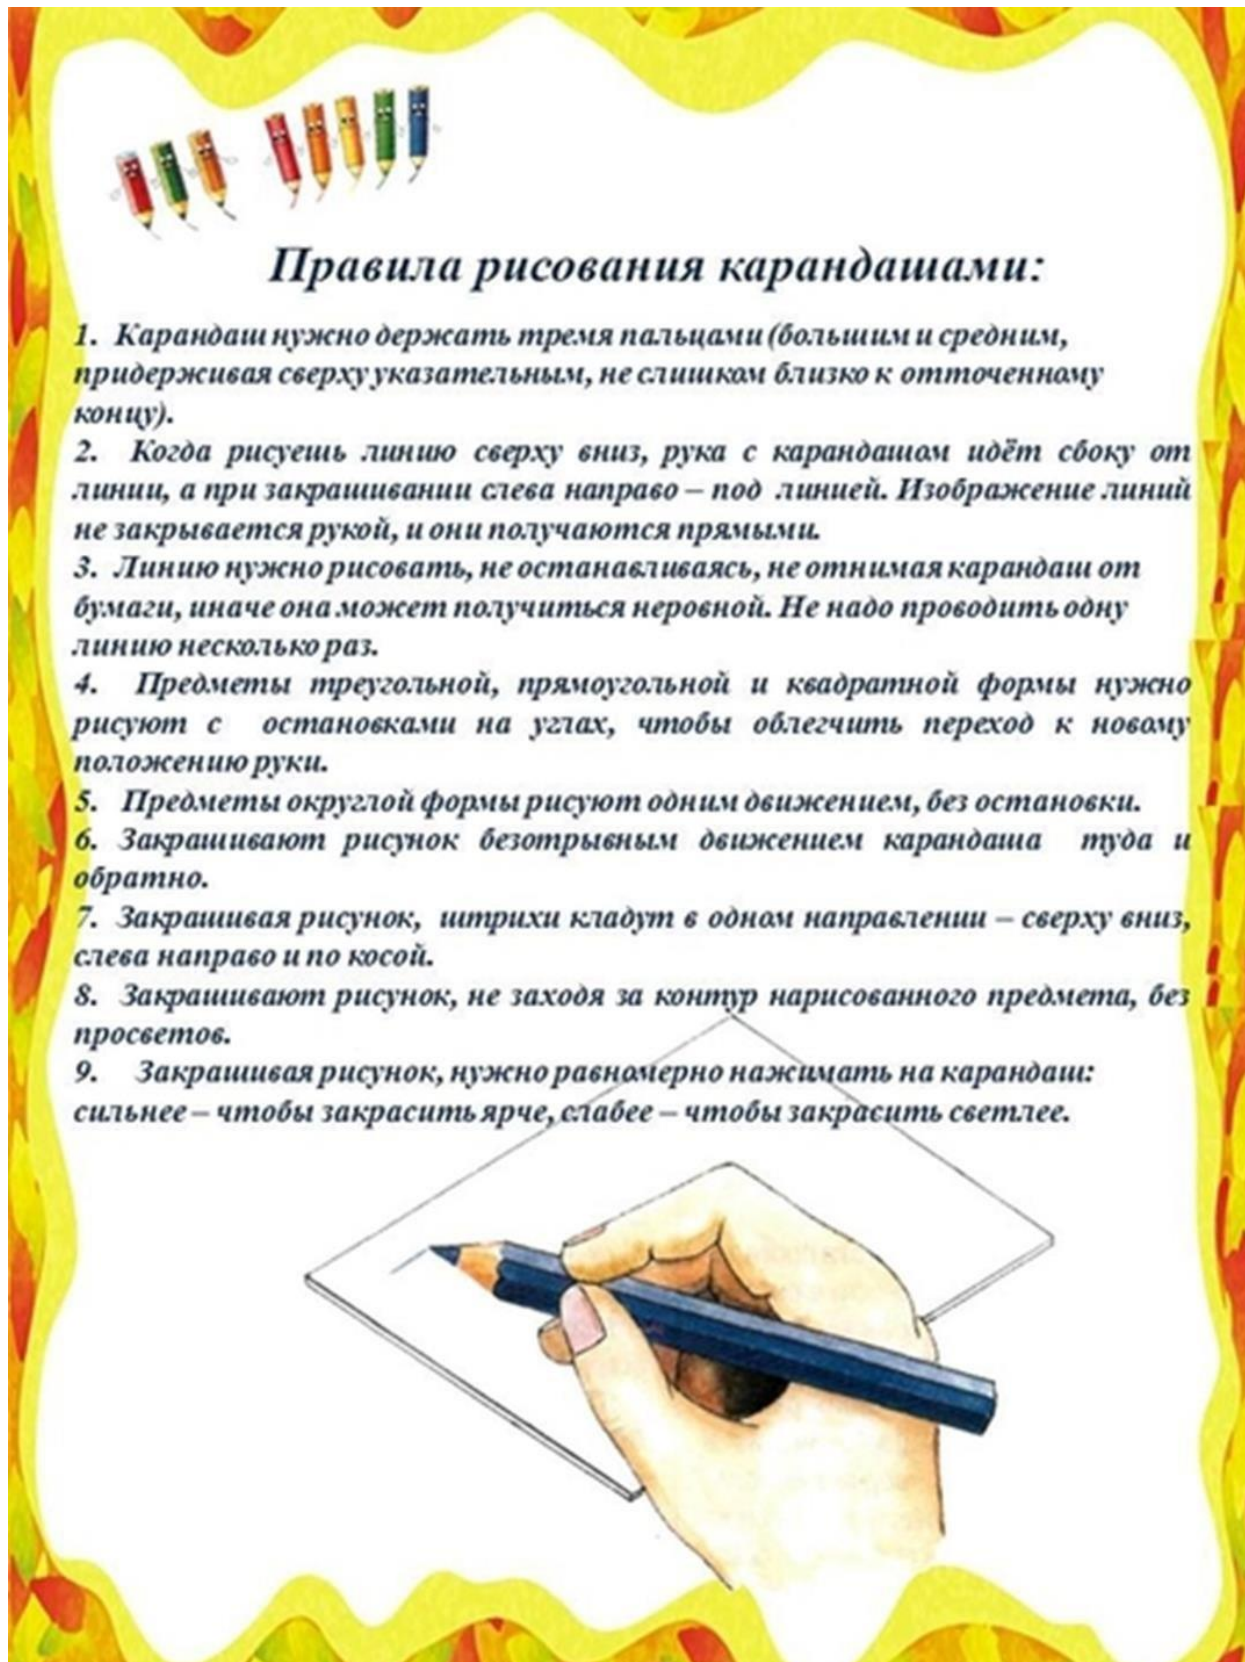 Правила рисования карандашами:
1. Карандаш нужно держать тремя пальцами (большим и средним,
придерживая сверху указательным, не слишком близко к отточенному
концу).
2. Когда рисуешь линию сверху вниз, рука с карандашом идёт сбоку от
линии, а при закрашивании слева направо – под линией. Изображение линий
не закрывается рукой, и они получаются прямыми.
3. Линию нужно рисовать, не останавливаясь, не отнимая карандаш от
бумаги, иначе она может получиться неровной. Не надо проводить одну
линию несколько раз.
4. Предметы треугольной, прямоугольной и квадратной формы нужно
рисуют с остановками на углах, чтобы облегчить переход к новому
положению руки.
5. Предметы округлой формы рисуют одним движением, без остановки.
6. Закрашивают рисунок безотрывным движением карандаша туда и
обратно.
7. Закрашивая рисунок, штрихи кладут в одном направлении – сверху вниз,
слева направо и по косой.
8. Закрашивают рисунок, не заходя за контур нарисованного предмета, без
просветов.
9. Закрашивая рисунок, нужно равномерно нажимать на карандаш:
сильнее – чтобы закрасить ярче, слабее – чтобы закрасить светлее.